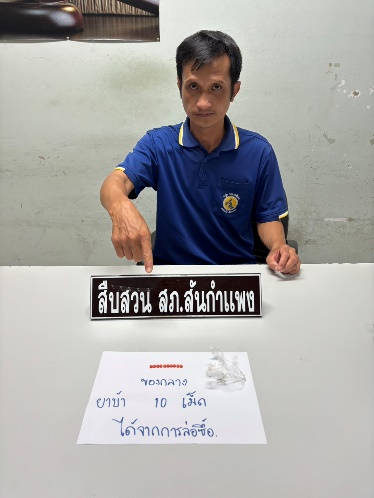 สืบสวน สภ.สันกำแพง
ของกลาง
ยาบ้า 10 เม็ด
ได้จากการล่อซื้อ.